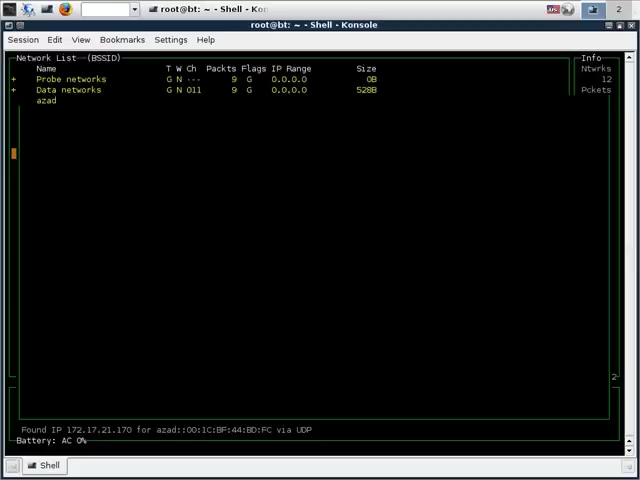 root@bt: ~ - Shell - Kon
2
root@bt: ~ - Shell - Konsole
Session Edit View Bookmarks Settings Help
Network List (BSSID) Info
Name T W Ch Packts Flags IP Range Size Ntwrks
+ Probe networks G N --- 9 G 0.0.0.0 0B 12
+ Data networks G N 011 9 G 0.0.0.0 528B Pckets
azad
2
Found IP 172.17.21.170 for azad::00:1C:BF:44:BD:FC via UDP
Battery: AC 0%
Shell